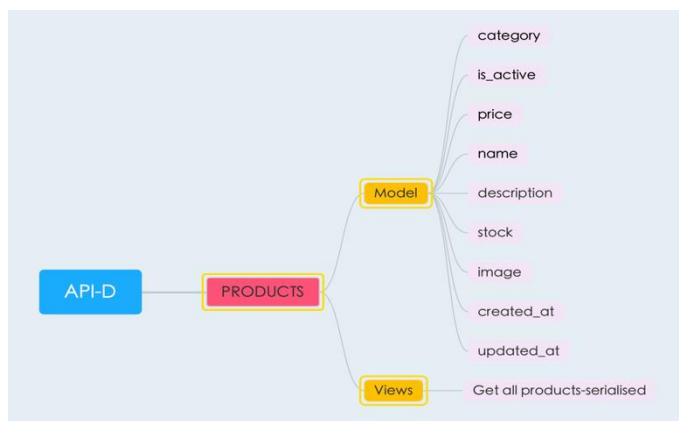 API-D
PRODUCTS
Model
category
is_active
price
name
description
stock
image
created_at
updated_at
Views
Get all products-serialised